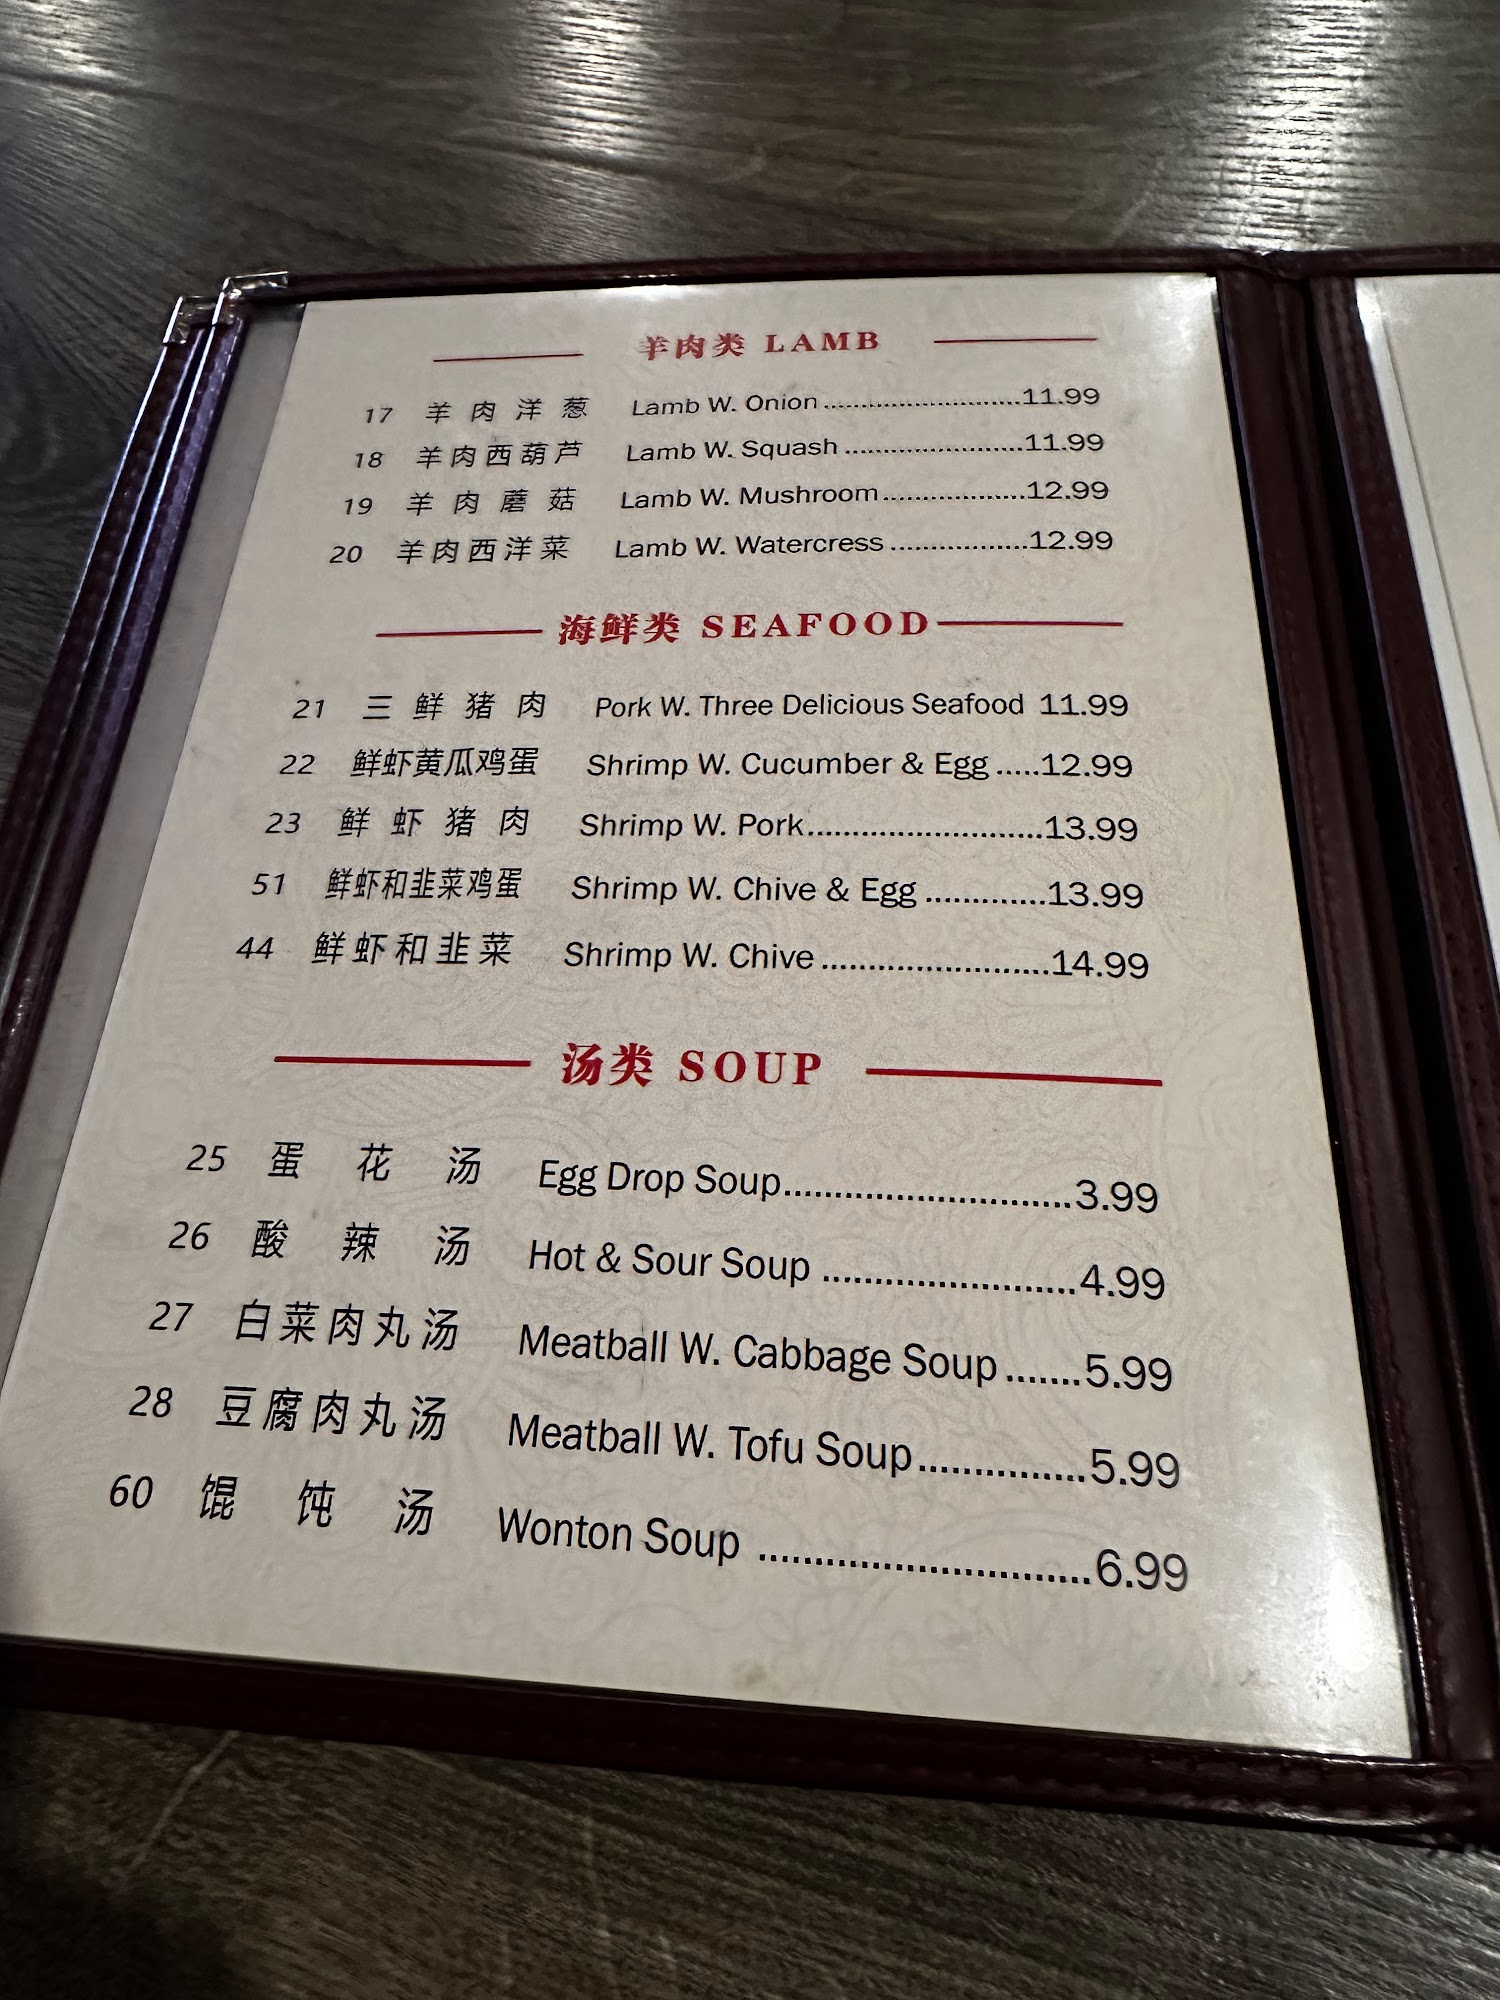 羊肉类 LAMB
17 羊肉洋葱 Lamb W. Onion......................11.99
18 羊肉西葫芦 Lamb W. Squash ....................11.99
19 羊肉蘑菇 Lamb W. Mushroom................12.99
20 羊肉西洋菜 Lamb W. Watercress ................12.99
海鲜类 SEAFOOD
21 三鲜猪肉 Pork W. Three Delicious Seafood 11.99
22 鲜虾黄瓜鸡蛋 Shrimp W. Cucumber & Egg .....12.99
23 鲜虾猪肉 Shrimp W. Pork..........................13.99
51 鲜虾和韭菜鸡蛋 Shrimp W. Chive & Egg .............13.99
44 鲜虾和韭菜 Shrimp W. Chive ........................14.99
汤类 SOUP
25 蛋花汤 Egg Drop Soup............................3.99
26 酸辣汤 Hot & Sour Soup ........................4.99
27 白菜肉丸汤 Meatball W. Cabbage Soup .......5.99
28 豆腐肉丸汤 Meatball W. Tofu Soup...............5.99
60 馄饨汤 Wonton Soup .............................6.99